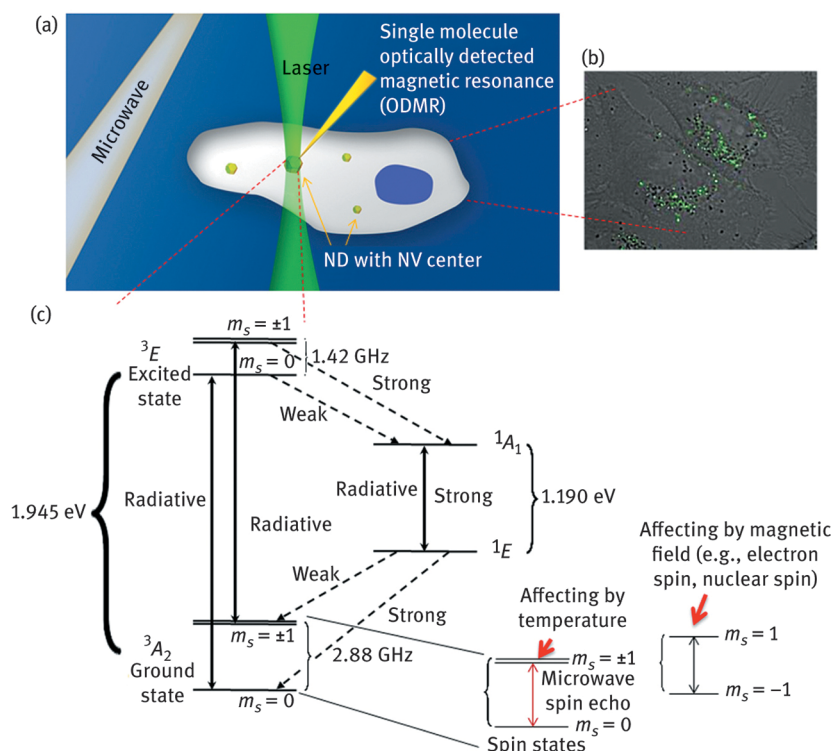 (a)
Microwave
Laser
Single molecule
optically detected
magnetic resonance
(ODMR)
ND with NV center
(b)
(c)
mₛ = ±1
³E
Excited
state
mₛ = 0
1.42 GHz
Strong
Weak
¹A₁
1.945 eV
Radiative
Radiative
Radiative
Strong
1.190 eV
¹E
Weak
Strong
³A₂
Ground
state
mₛ = ±1
2.88 GHz
mₛ = 0
Affecting by
temperature
mₛ = ±1
Microwave
spin echo
mₛ = 0
Spin states
Affecting by magnetic
field (e.g., electron
spin, nuclear spin)
mₛ = 1
mₛ = −1